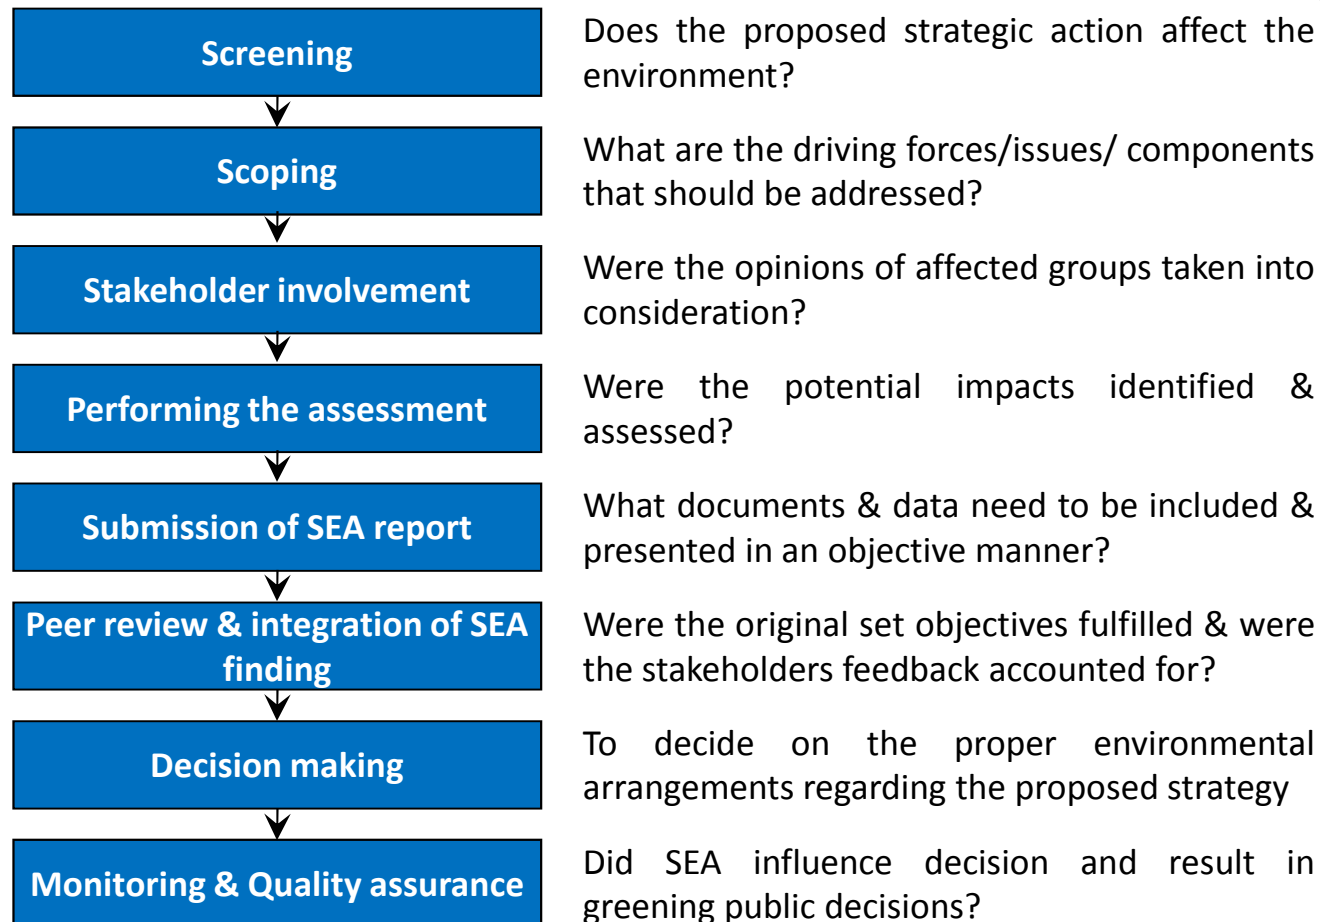 Screening
Does the proposed strategic action affect the
environment?
Scoping
What are the driving forces/issues/ components
that should be addressed?
Stakeholder involvement
Were the opinions of affected groups taken into
consideration?
Performing the assessment
Were the potential impacts identified &
assessed?
Submission of SEA report
What documents & data need to be included &
presented in an objective manner?
Peer review & integration of SEA
finding
Were the original set objectives fulfilled & were
the stakeholders feedback accounted for?
Decision making
To decide on the proper environmental
arrangements regarding the proposed strategy
Monitoring & Quality assurance
Did SEA influence decision and result in
greening public decisions?